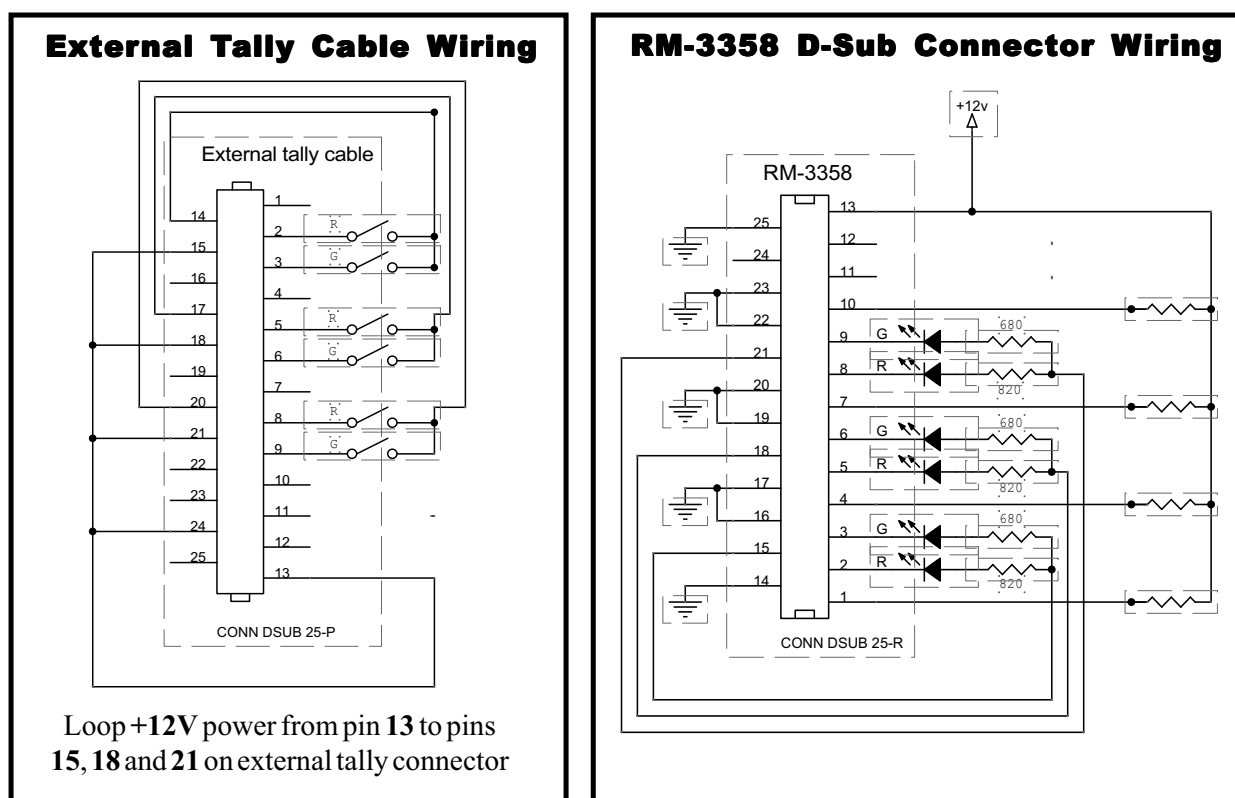 External Tally Cable Wiring
External tally cable
1
14
R
2
15
G
3
16
4
17
R
5
18
G
6
19
7
20
R
8
21
G
9
22
10
23
11
24
12
25
13
CONN DSUB 25-P
Loop +12V power from pin 13 to pins
15, 18 and 21 on external tally connector
RM-3358 D-Sub Connector Wiring
+12v
RM-3358
13
25
12
24
11
23
10
22
9 G 680
21
8 R 820
20
7
19
6 G 680
18
5 R 820
17
4
16
3 G 680
15
2 R 820
14
1
CONN DSUB 25-R